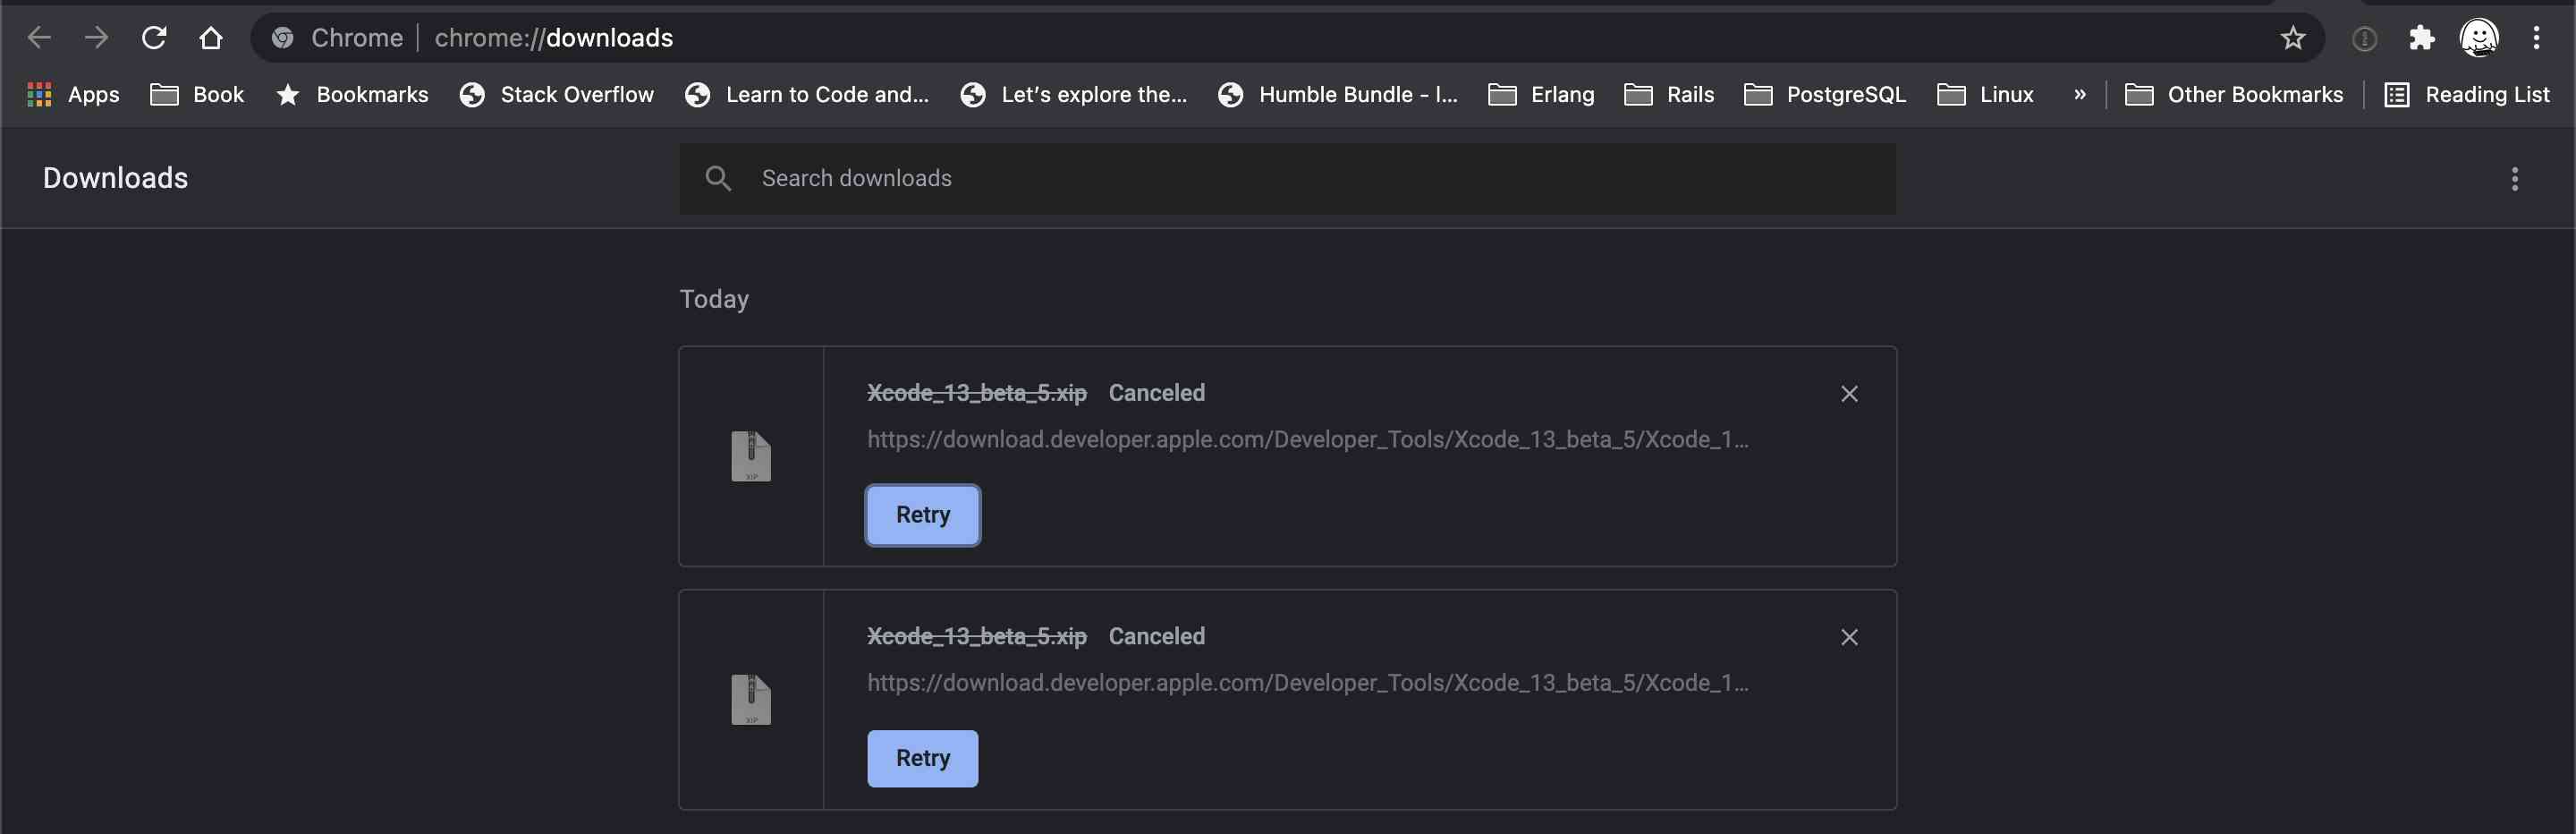 Chrome | chrome://downloads
Apps Book Bookmarks Stack Overflow Learn to Code and... Let’s explore the... Humble Bundle - l... Erlang Rails PostgreSQL Linux » Other Bookmarks Reading List
Downloads
Search downloads
Today
Xcode_13_beta_5.xip Canceled
https://download.developer.apple.com/Developer_Tools/Xcode_13_beta_5/Xcode_1...
XIP
Retry
Xcode_13_beta_5.xip Canceled
https://download.developer.apple.com/Developer_Tools/Xcode_13_beta_5/Xcode_1...
XIP
Retry